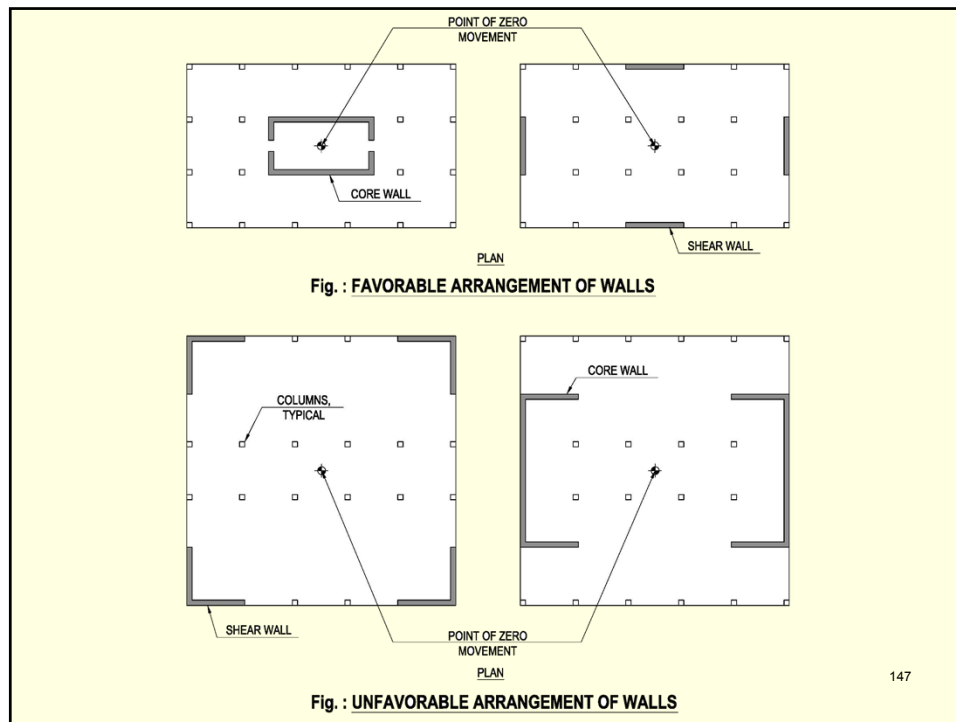 POINT OF ZERO
MOVEMENT
CORE WALL
SHEAR WALL
PLAN
Fig. : FAVORABLE ARRANGEMENT OF WALLS
CORE WALL
COLUMNS,
TYPICAL
SHEAR WALL
POINT OF ZERO
MOVEMENT
PLAN
147
Fig. : UNFAVORABLE ARRANGEMENT OF WALLS